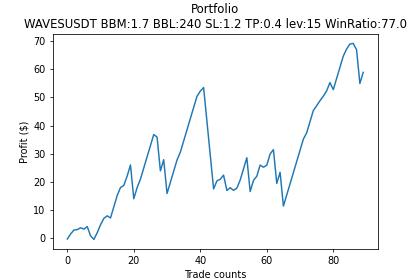 Portfolio
WAVESUSDT BBM:1.7 BBL:240 SL:1.2 TP:0.4 lev:15 WinRatio:77.0
70
60
50
40
30
20
10
0
Profit ($)
0 20 40 60 80
Trade counts